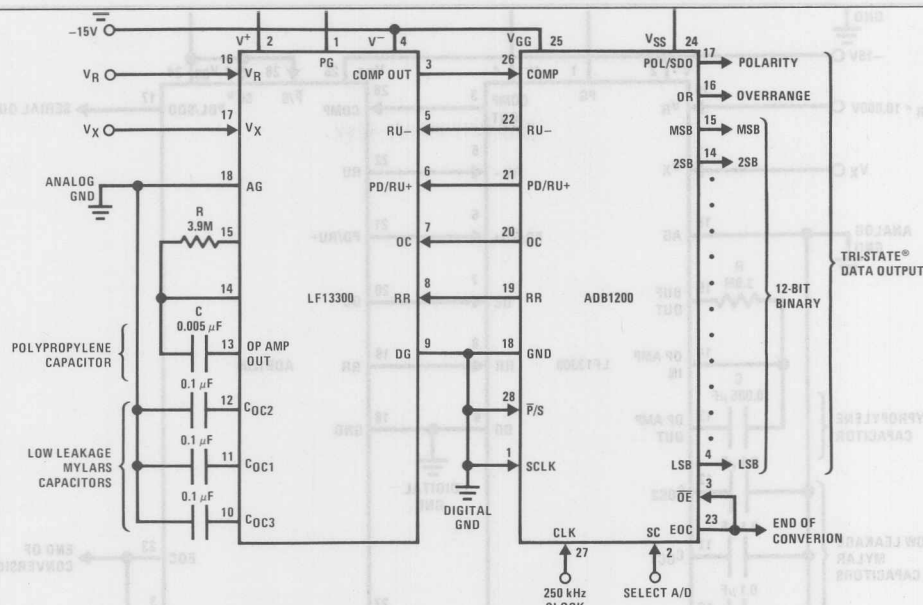 -15V
V+ 2
1
PG
V- 4
VGG 25
VSS 24
16 VR
VR
COMP OUT 3
26 COMP
POL/SDO 17 POLARITY
OR 16 OVERRANGE
VX
17 VX
RU- 5
22 RU-
MSB 15 MSB
2SB 14 2SB
ANALOG
GND
18 AG
PD/RU+ 6
21 PD/RU+
R
3.9M
15
OC 7
20 OC
TRI-STATE®
DATA OUTPUT
14
LF13300
RR 8
19 RR
ADB1200
12-BIT
BINARY
C
0.005 µF
POLYPROPYLENE
CAPACITOR
13 OP AMP
OUT
DG 9
18 GND
0.1 µF
12 COC2
28 P̅/S
LOW LEAKAGE
MYLARS
CAPACITORS
0.1 µF
11 COC1
1 SCLK
LSB 4 LSB
O̅E̅ 3
0.1 µF
10 COC3
DIGITAL
GND
EOC 23
END OF
CONVERION
CLK
27
SC
2
250 kHz
CLOCK
SELECT A/D